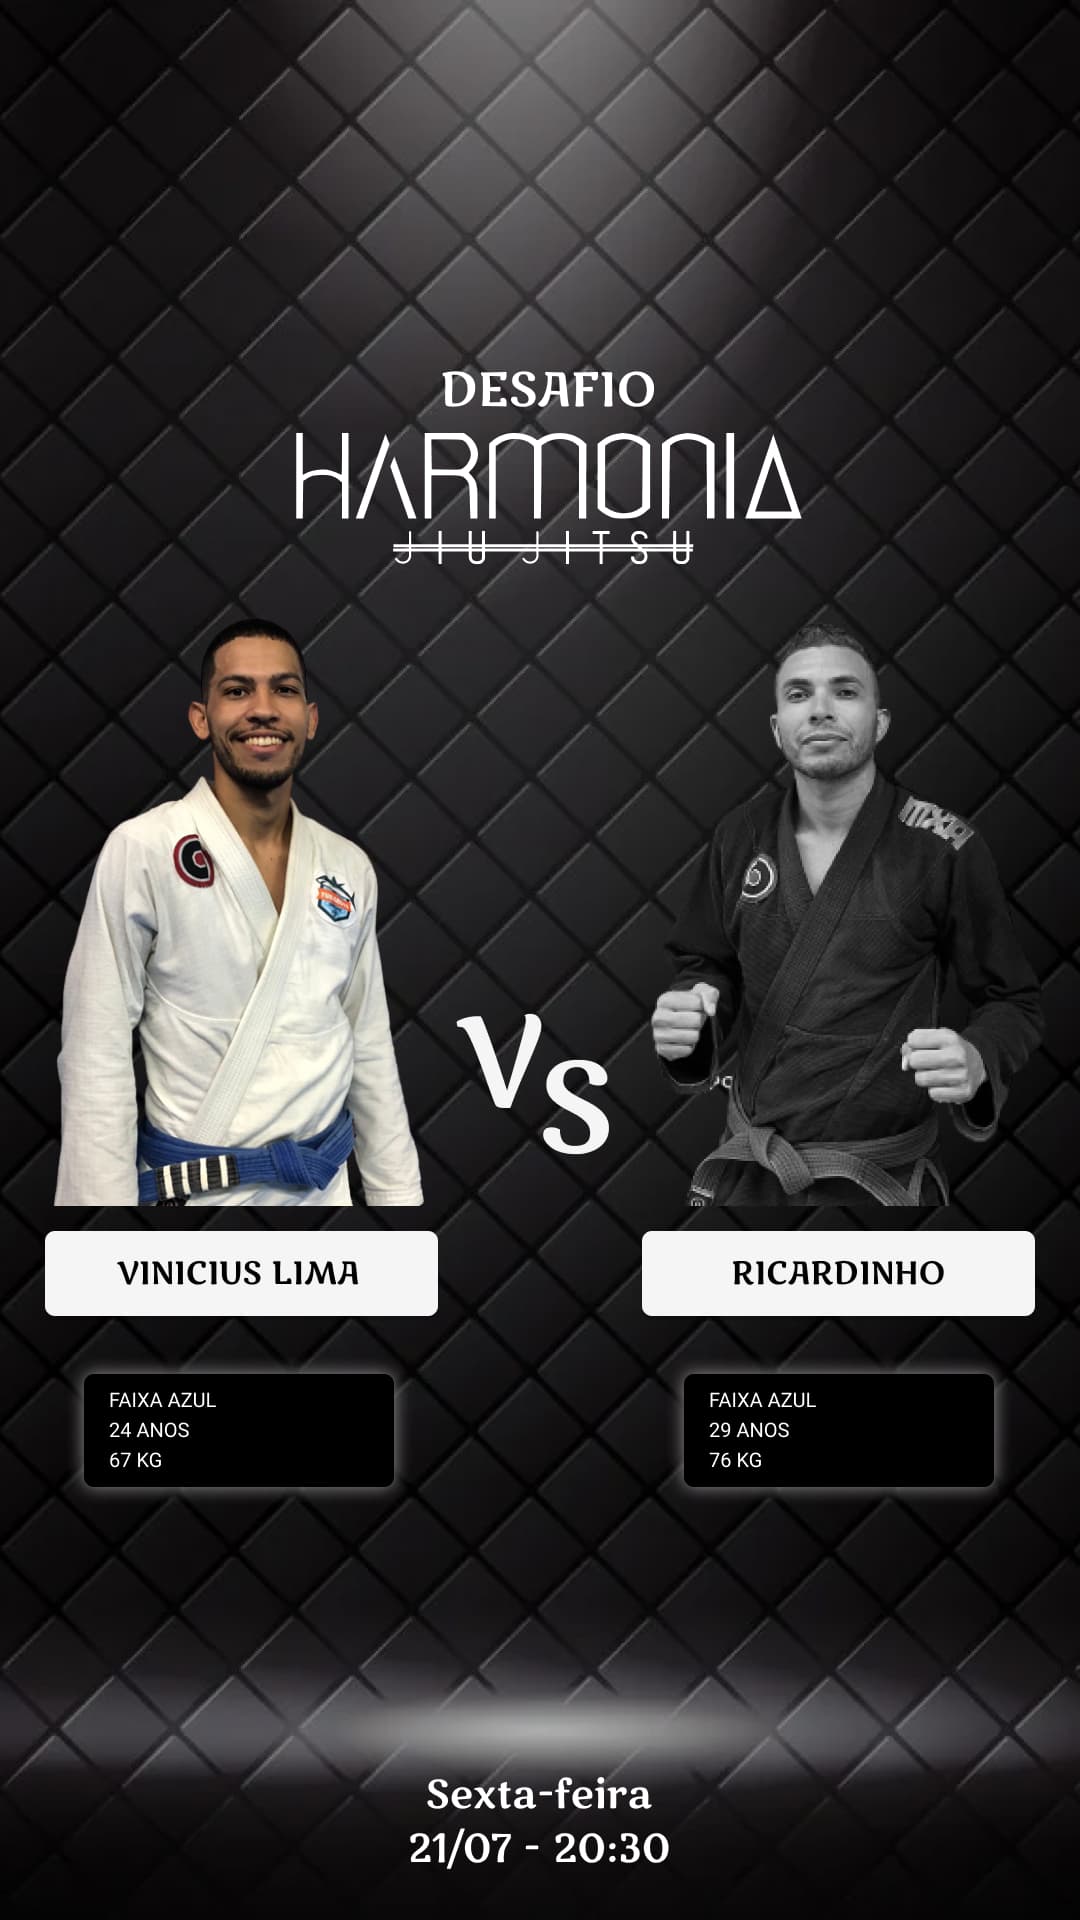 DESAFIO
HARMONIA
JIU JITSU
VS
VINICIUS LIMA
RICARDINHO
FAIXA AZUL
24 ANOS
67 KG
FAIXA AZUL
29 ANOS
76 KG
Sexta-feira
21/07 - 20:30